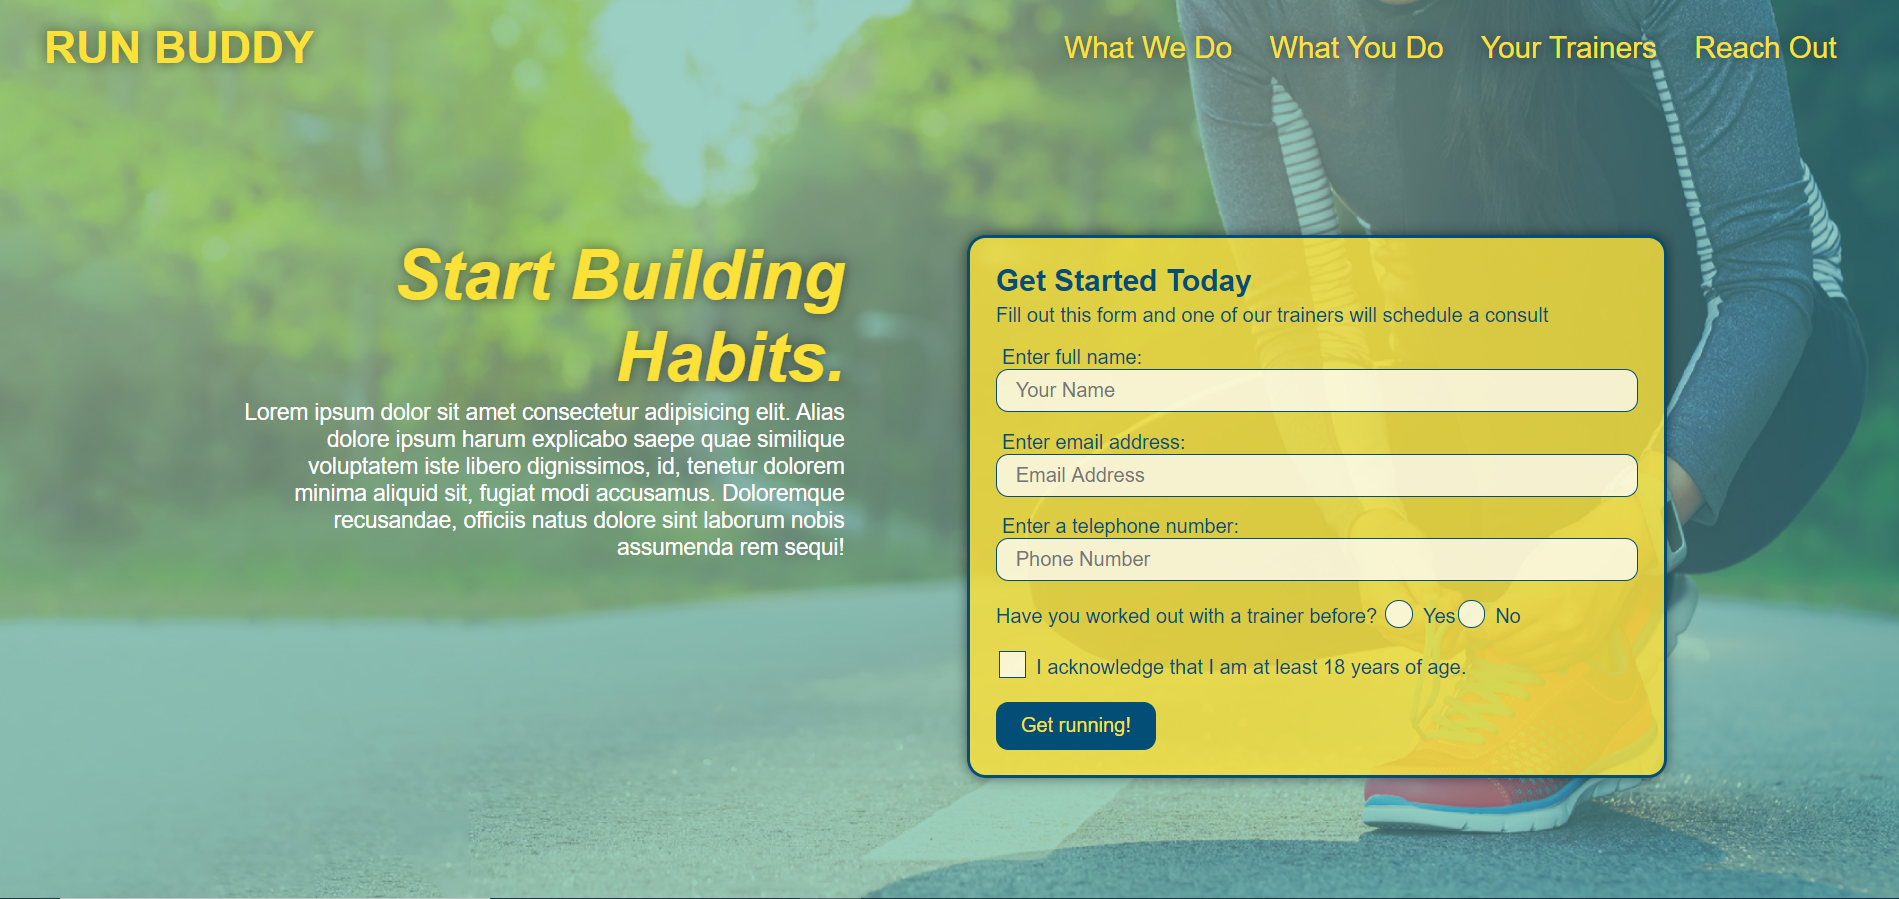 RUN BUDDY
What We Do What You Do Your Trainers Reach Out
Start Building
Habits.
Lorem ipsum dolor sit amet consectetur adipisicing elit. Alias
dolore ipsum harum explicabo saepe quae similique
voluptatem iste libero dignissimos, id, tenetur dolorem
minima aliquid sit, fugiat modi accusamus. Doloremque
recusandae, officiis natus dolore sint laborum nobis
assumenda rem sequi!
Get Started Today
Fill out this form and one of our trainers will schedule a consult
Enter full name:
Your Name
Enter email address:
Email Address
Enter a telephone number:
Phone Number
Have you worked out with a trainer before? Yes No
I acknowledge that I am at least 18 years of age.
Get running!